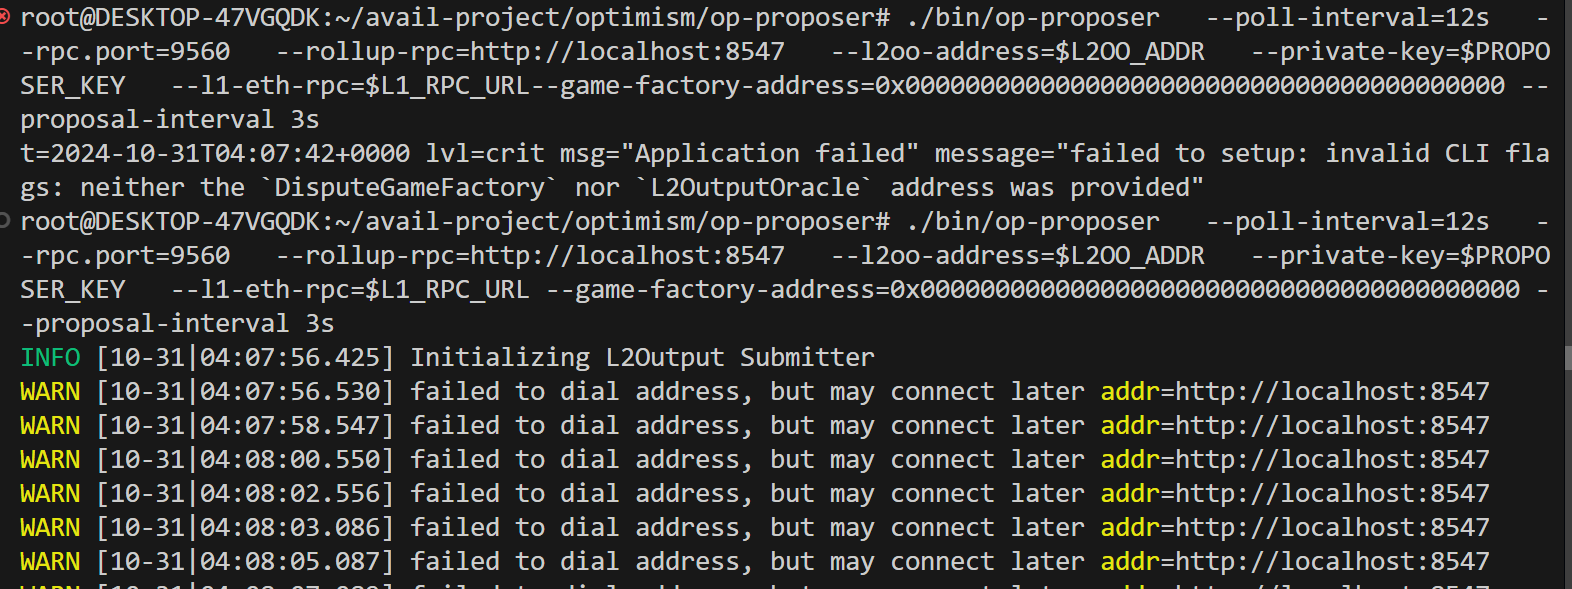 root@DESKTOP-47VGQDK:~/avail-project/optimism/op-proposer# ./bin/op-proposer   --poll-interval=12s   -
-rpc.port=9560   --rollup-rpc=http://localhost:8547   --l2oo-address=$L2OO_ADDR   --private-key=$PROPO
SER_KEY   --l1-eth-rpc=$L1_RPC_URL--game-factory-address=0x0000000000000000000000000000000000000000 --
proposal-interval 3s
t=2024-10-31T04:07:42+0000 lvl=crit msg="Application failed" message="failed to setup: invalid CLI fla
gs: neither the `DisputeGameFactory` nor `L2OutputOracle` address was provided"
root@DESKTOP-47VGQDK:~/avail-project/optimism/op-proposer# ./bin/op-proposer   --poll-interval=12s   -
-rpc.port=9560   --rollup-rpc=http://localhost:8547   --l2oo-address=$L2OO_ADDR   --private-key=$PROPO
SER_KEY   --l1-eth-rpc=$L1_RPC_URL --game-factory-address=0x0000000000000000000000000000000000000000 -
-proposal-interval 3s
INFO [10-31|04:07:56.425] Initializing L2Output Submitter
WARN [10-31|04:07:56.530] failed to dial address, but may connect later addr=http://localhost:8547
WARN [10-31|04:07:58.547] failed to dial address, but may connect later addr=http://localhost:8547
WARN [10-31|04:08:00.550] failed to dial address, but may connect later addr=http://localhost:8547
WARN [10-31|04:08:02.556] failed to dial address, but may connect later addr=http://localhost:8547
WARN [10-31|04:08:03.086] failed to dial address, but may connect later addr=http://localhost:8547
WARN [10-31|04:08:05.087] failed to dial address, but may connect later addr=http://localhost:8547